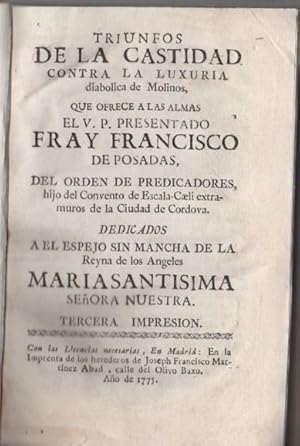 TRIUNFOS
DE LA CASTIDAD
CONTRA LA LUXURIA
diabolica de Molinos,
QUE OFRECE A LAS ALMAS
EL V. P. PRESENTADO
FRAY FRANCISCO
DE POSADAS,
DEL ORDEN DE PREDICADORES,
hijo del Convento de Escala-Cæli extra-
muros de la Ciudad de Cordova.
DEDICADOS
A EL ESPEJO SIN MANCHA DE LA
Reyna de los Angeles
MARIA SANTISIMA
SEñORA NUESTRA.
TERCERA IMPRESION.
Con las Licencias necesarias, En Madrid: En la
Imprenta de los herederos de Joseph Francisco Mar-
tinez Abad, calle del Olivo Baxo.
Año de 1775.